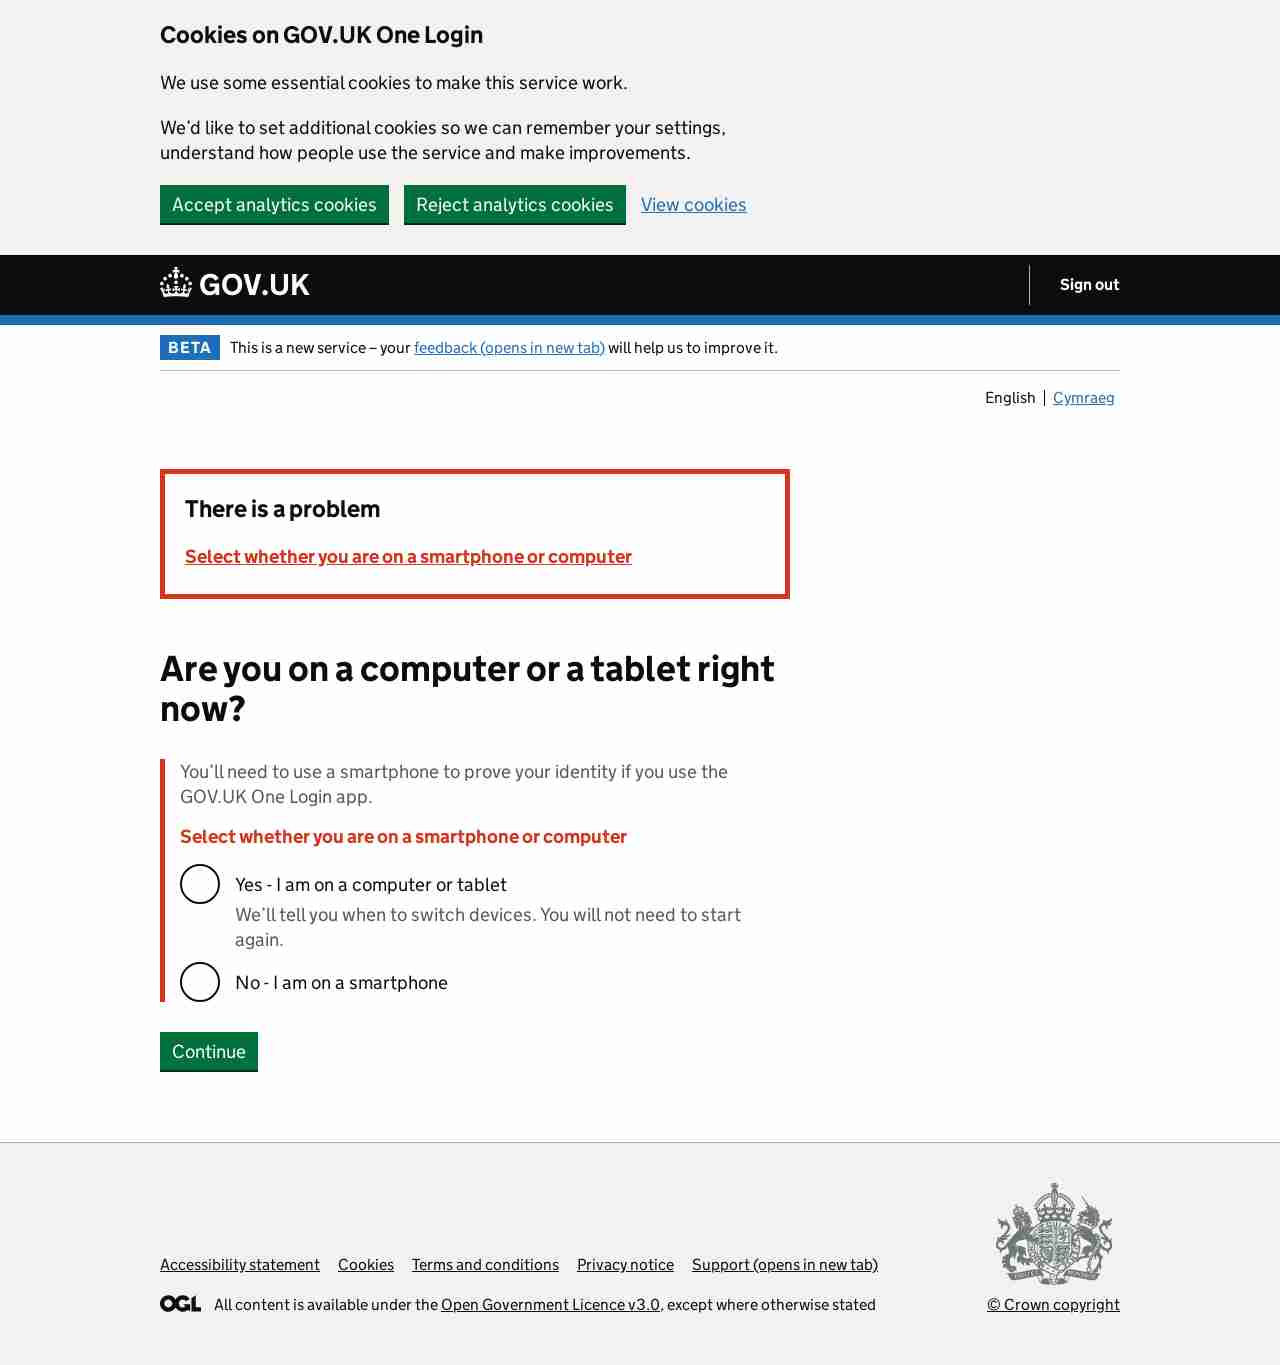 Cookies on GOV.UK One Login
We use some essential cookies to make this service work.
We’d like to set additional cookies so we can remember your settings,
understand how people use the service and make improvements.
Accept analytics cookies Reject analytics cookies View cookies
GOV.UK Sign out
BETA This is a new service – your feedback (opens in new tab) will help us to improve it.
English Cymraeg
There is a problem
Select whether you are on a smartphone or computer
Are you on a computer or a tablet right
now?
You’ll need to use a smartphone to prove your identity if you use the
GOV.UK One Login app.
Select whether you are on a smartphone or computer
Yes - I am on a computer or tablet
We’ll tell you when to switch devices. You will not need to start
again.
No - I am on a smartphone
Continue
Accessibility statement Cookies Terms and conditions Privacy notice Support (opens in new tab)
OGL All content is available under the Open Government Licence v3.0, except where otherwise stated
© Crown copyright